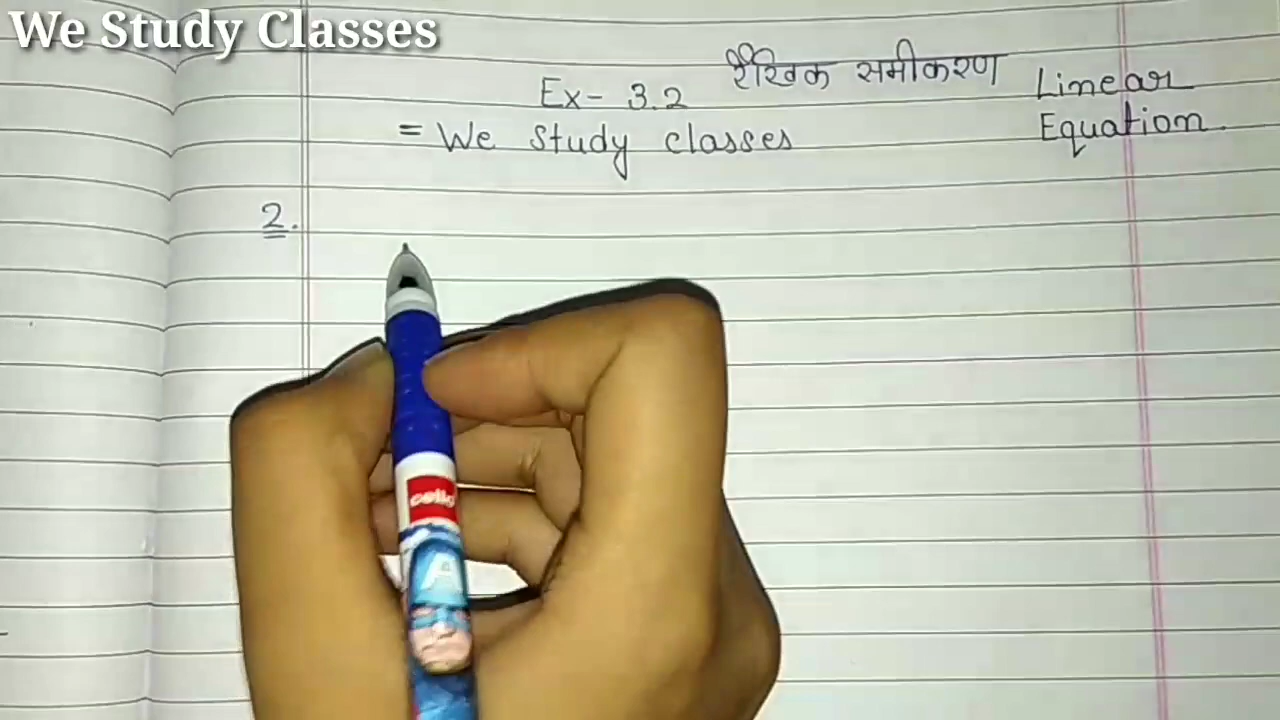 We Study Classes
Ex- 3.2 रैखिक समीकरण Linear
Equation.
= We study classes
2.
cello
A